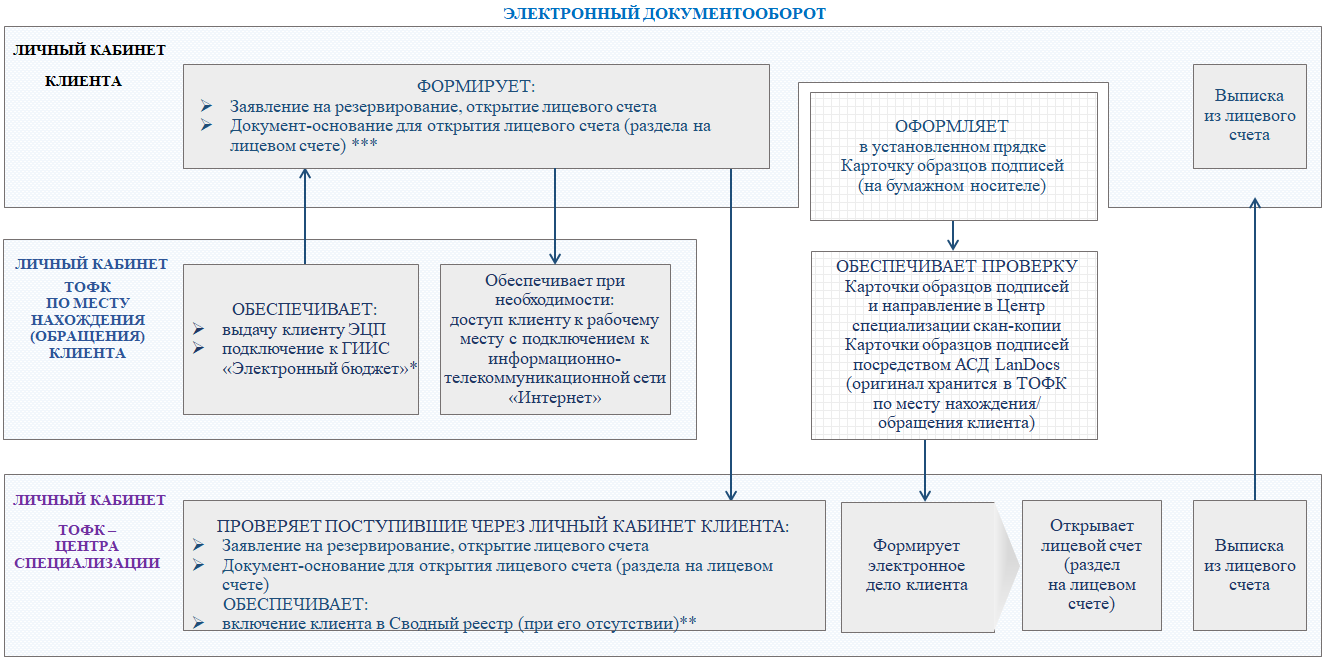 ЭЛЕКТРОННЫЙ ДОКУМЕНТООБОРОТ
ЛИЧНЫЙ КАБИНЕТ
КЛИЕНТА
ФОРМИРУЕТ:
Заявление на резервирование, открытие лицевого счета
Документ-основание для открытия лицевого счета (раздела на
лицевом счете) ***
ОФОРМЛЯЕТ
в установленном прядке
Карточку образцов подписей
(на бумажном носителе)
Выписка
из лицевого
счета
ЛИЧНЫЙ КАБИНЕТ
ТОФК
ПО МЕСТУ
НАХОЖДЕНИЯ
(ОБРАЩЕНИЯ)
КЛИЕНТА
ОБЕСПЕЧИВАЕТ:
выдачу клиенту ЭЦП
подключение к ГИИС
«Электронный бюджет»*
Обеспечивает при
необходимости:
доступ клиенту к рабочему
месту с подключением к
информационно-
телекоммуникационной сети
«Интернет»
ОБЕСПЕЧИВАЕТ ПРОВЕРКУ
Карточки образцов подписей
и направление в Центр
специализации скан-копии
Карточки образцов подписей
посредством АСД LanDocs
(оригинал хранится в ТОФК
по месту нахождения/
обращения клиента)
ЛИЧНЫЙ КАБИНЕТ
ТОФК –
ЦЕНТРА
СПЕЦИАЛИЗАЦИИ
ПРОВЕРЯЕТ ПОСТУПИВШИЕ ЧЕРЕЗ ЛИЧНЫЙ КАБИНЕТ КЛИЕНТА:
Заявление на резервирование, открытие лицевого счета
Документ-основание для открытия лицевого счета (раздела на лицевом
счете)
ОБЕСПЕЧИВАЕТ:
включение клиента в Сводный реестр (при его отсутствии)**
Формирует
электронное
дело клиента
Открывает
лицевой счет
(раздел
на лицевом
счете)
Выписка
из лицевого
счета